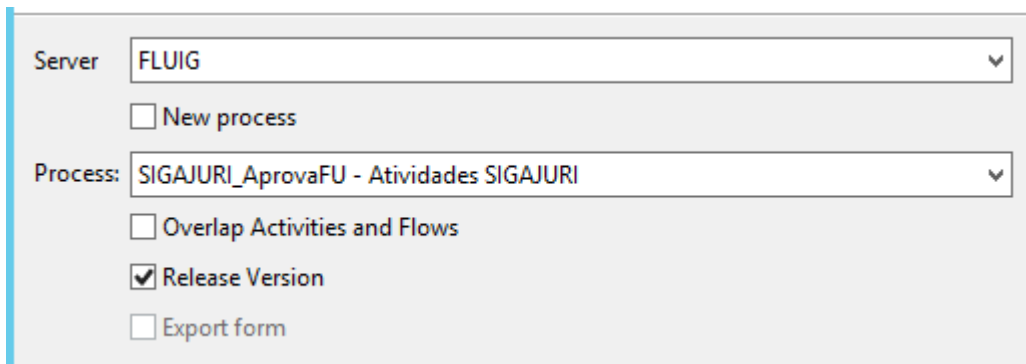 Server FLUIG
New process
Process: SIGAJURI_AprovaFU - Atividades SIGAJURI
Overlap Activities and Flows
Release Version
Export form